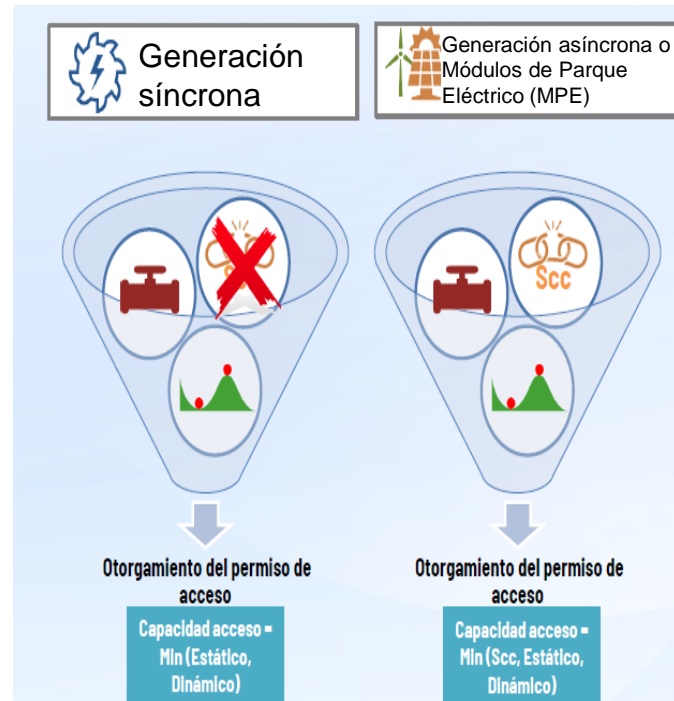 Generación
síncrona
Generación asíncrona o
Módulos de Parque
Eléctrico (MPE)
Scc
Otorgamiento del permiso de
acceso
Capacidad acceso =
Min (Estático,
Dinámico)
Otorgamiento del permiso de
acceso
Capacidad acceso =
Min (Scc, Estático,
Dinámico)